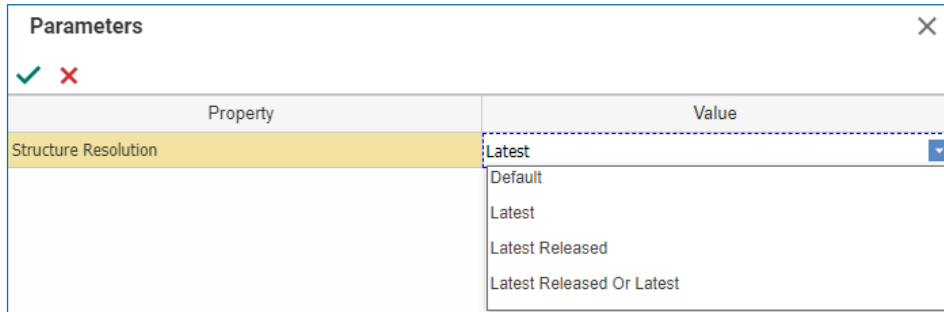 Parameters
Property Value
Structure Resolution Latest
Default
Latest
Latest Released
Latest Released Or Latest